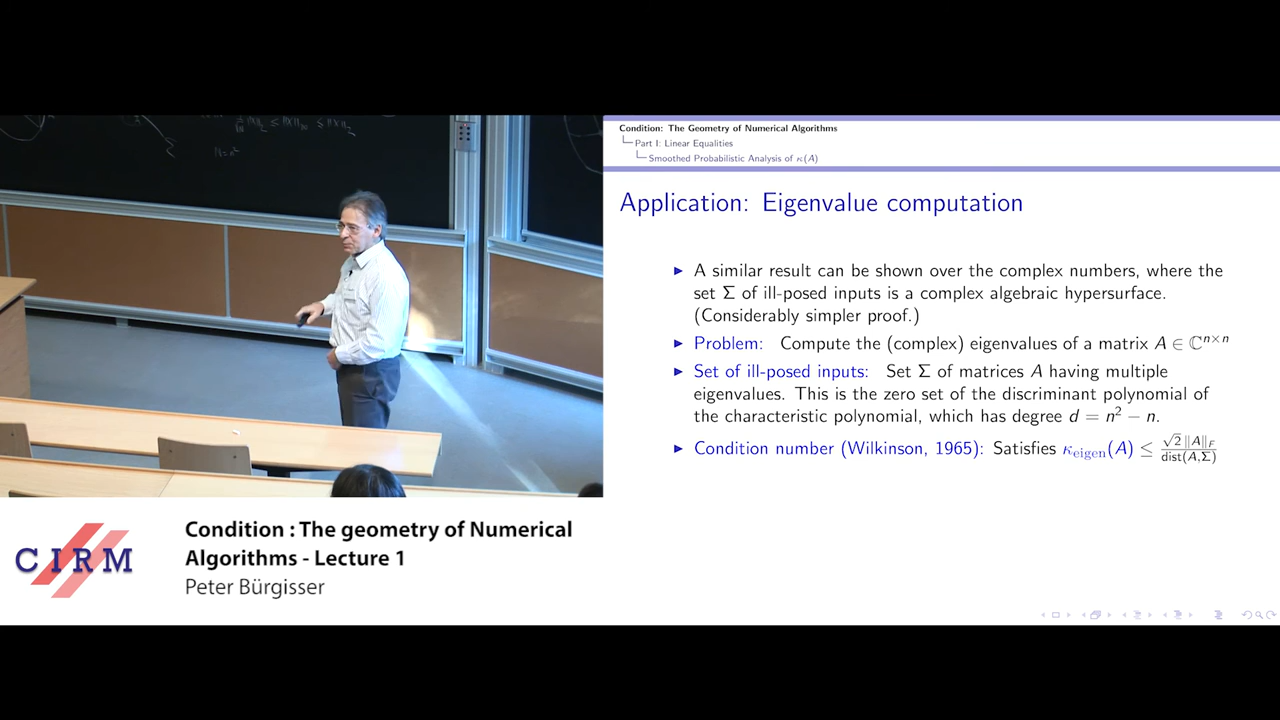 Condition: The Geometry of Numerical Algorithms
Part I: Linear Equalities
Smoothed Probabilistic Analysis of κ(A)
Application: Eigenvalue computation
▶ A similar result can be shown over the complex numbers, where the
set Σ of ill-posed inputs is a complex algebraic hypersurface.
(Considerably simpler proof.)
▶ Problem: Compute the (complex) eigenvalues of a matrix A ∈ ℂⁿˣⁿ
▶ Set of ill-posed inputs: Set Σ of matrices A having multiple
eigenvalues. This is the zero set of the discriminant polynomial of
the characteristic polynomial, which has degree d = n² − n.
▶ Condition number (Wilkinson, 1965): Satisfies κ_eigen(A) ≤ √2 ‖A‖_F / dist(A,Σ)
CIRM
Condition : The geometry of Numerical
Algorithms - Lecture 1
Peter Bürgisser